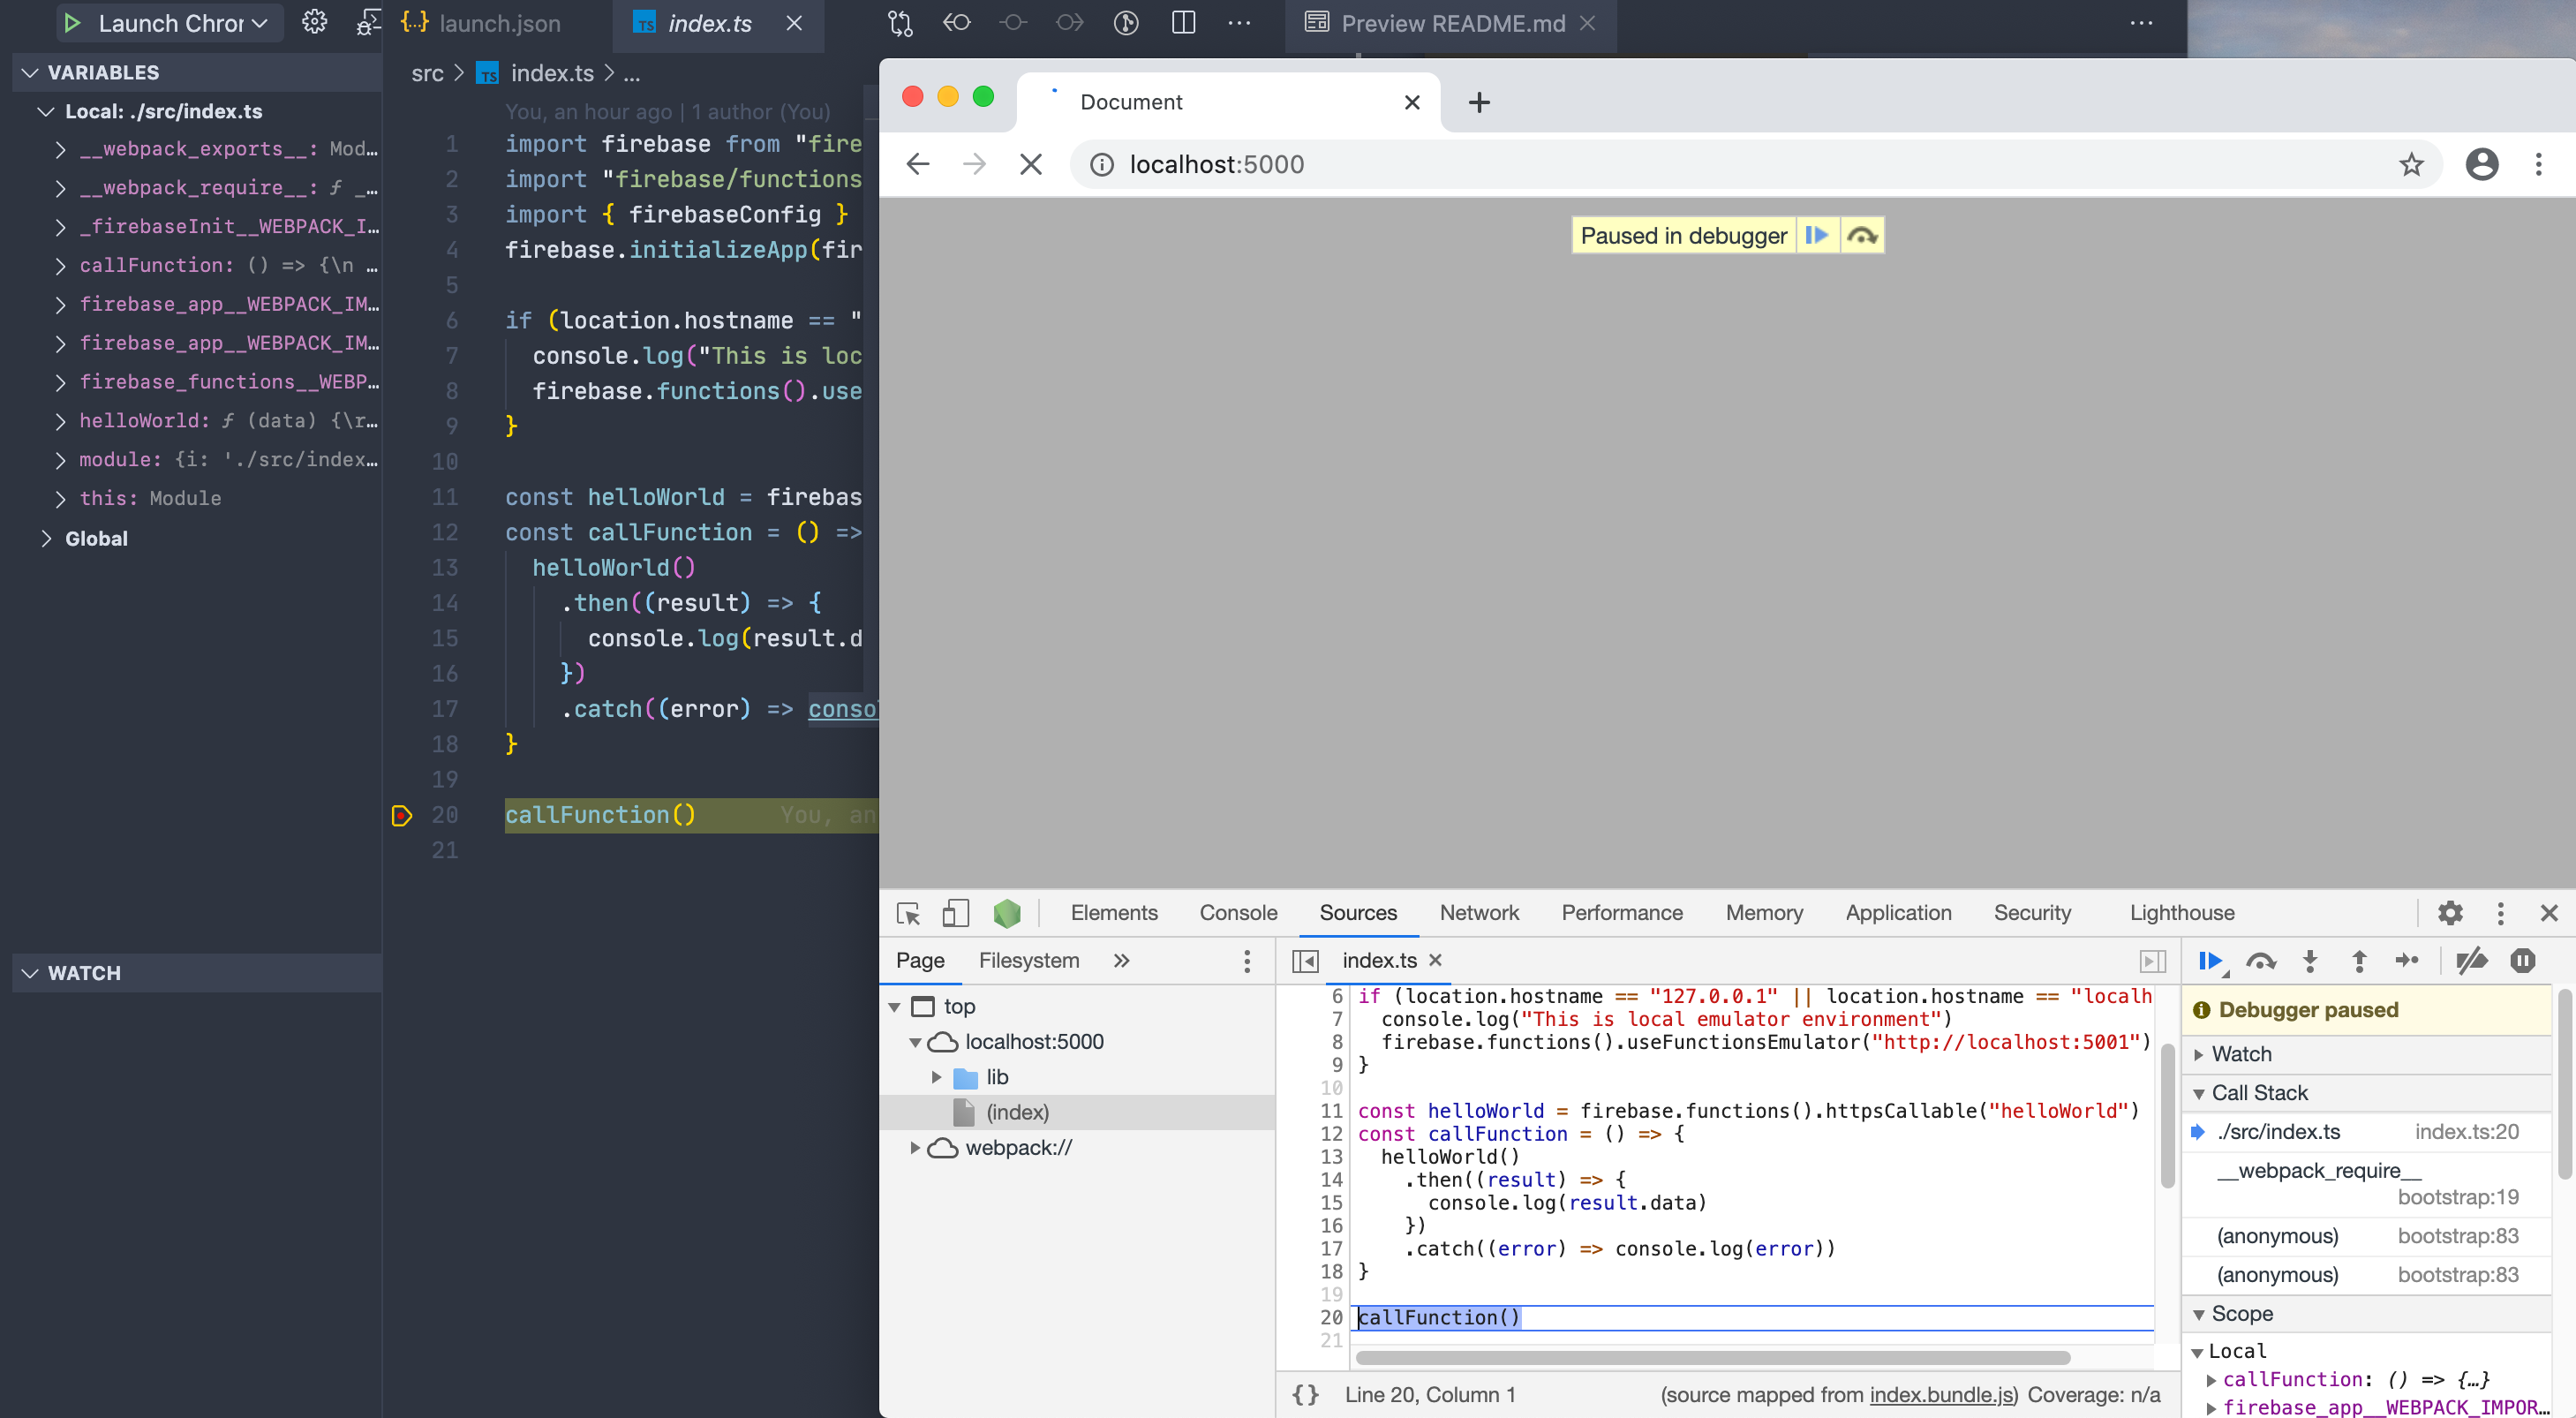 Launch Chror
{..} launch.json
TS index.ts
Preview README.md
VARIABLES
Local: ./src/index.ts
__webpack_exports__: Mod…
__webpack_require__: ƒ _…
_firebaseInit__WEBPACK_I…
callFunction: () => {\n …
firebase_app__WEBPACK_IM…
firebase_app__WEBPACK_IM…
firebase_functions__WEBP…
helloWorld: ƒ (data) {\r…
module: {i: './src/index…
this: Module
Global
WATCH
src > TS index.ts > ...
You, an hour ago | 1 author (You)
1 import firebase from "fire
2 import "firebase/functions
3 import { firebaseConfig }
4 firebase.initializeApp(fir
5
6 if (location.hostname == "
7 console.log("This is loc
8 firebase.functions().use
9 }
10
11 const helloWorld = firebas
12 const callFunction = () =>
13 helloWorld()
14 .then((result) => {
15 console.log(result.d
16 })
17 .catch((error) => consol
18 }
19
20 callFunction() You, an
21
Document
localhost:5000
Paused in debugger
Elements Console Sources Network Performance Memory Application Security Lighthouse
Page Filesystem »
top
localhost:5000
lib
(index)
webpack://
index.ts
6 if (location.hostname == "127.0.0.1" || location.hostname == "localh
7 console.log("This is local emulator environment")
8 firebase.functions().useFunctionsEmulator("http://localhost:5001")
9 }
10
11 const helloWorld = firebase.functions().httpsCallable("helloWorld")
12 const callFunction = () => {
13 helloWorld()
14 .then((result) => {
15 console.log(result.data)
16 })
17 .catch((error) => console.log(error))
18 }
19
20 callFunction()
21
{} Line 20, Column 1 (source mapped from index.bundle.js) Coverage: n/a
Debugger paused
Watch
Call Stack
./src/index.ts index.ts:20
__webpack_require__
bootstrap:19
(anonymous) bootstrap:83
(anonymous) bootstrap:83
Scope
Local
callFunction: () => {…}
firebase_app__WEBPACK_IMPOR…